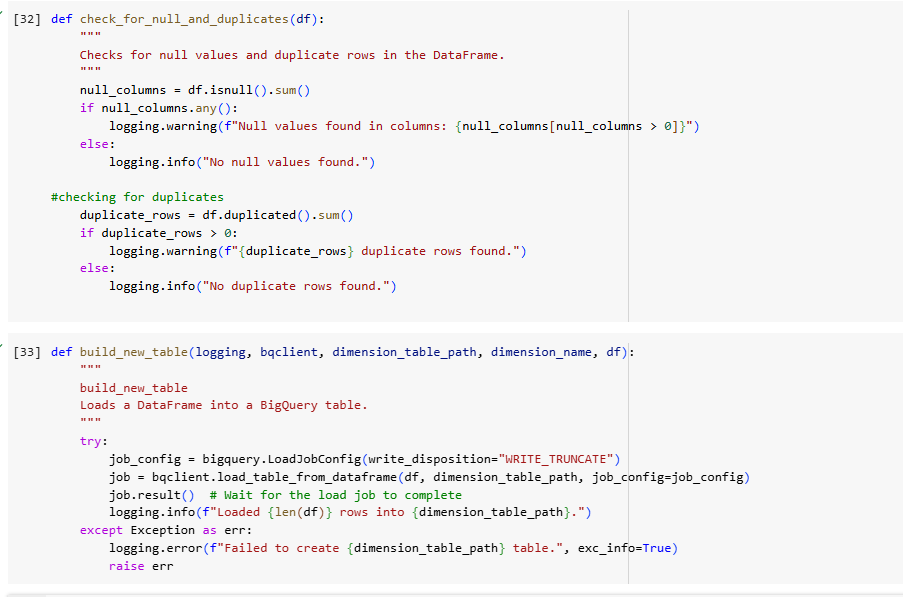 [32] def check_for_null_and_duplicates(df):
    """
    Checks for null values and duplicate rows in the DataFrame.
    """
    null_columns = df.isnull().sum()
    if null_columns.any():
        logging.warning(f"Null values found in columns: {null_columns[null_columns > 0]}")
    else:
        logging.info("No null values found.")
#checking for duplicates
    duplicate_rows = df.duplicated().sum()
    if duplicate_rows > 0:
        logging.warning(f"{duplicate_rows} duplicate rows found.")
    else:
        logging.info("No duplicate rows found.")
[33] def build_new_table(logging, bqclient, dimension_table_path, dimension_name, df):
    """
    build_new_table
    Loads a DataFrame into a BigQuery table.
    """
    try:
        job_config = bigquery.LoadJobConfig(write_disposition="WRITE_TRUNCATE")
        job = bqclient.load_table_from_dataframe(df, dimension_table_path, job_config=job_config)
        job.result()  # Wait for the load job to complete
        logging.info(f"Loaded {len(df)} rows into {dimension_table_path}.")
    except Exception as err:
        logging.error(f"Failed to create {dimension_table_path} table.", exc_info=True)
        raise err